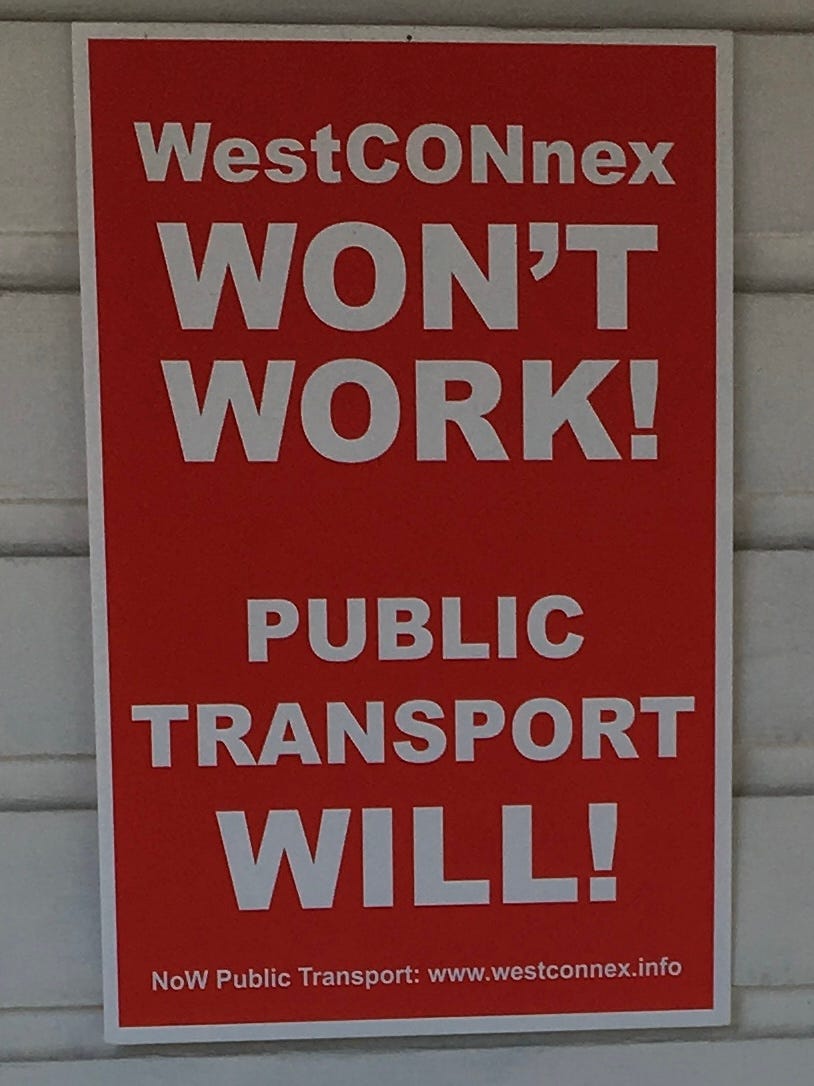 WestCONnex
WON’T
WORK!
PUBLIC
TRANSPORT
WILL!
NoW Public Transport: www.westconnex.info